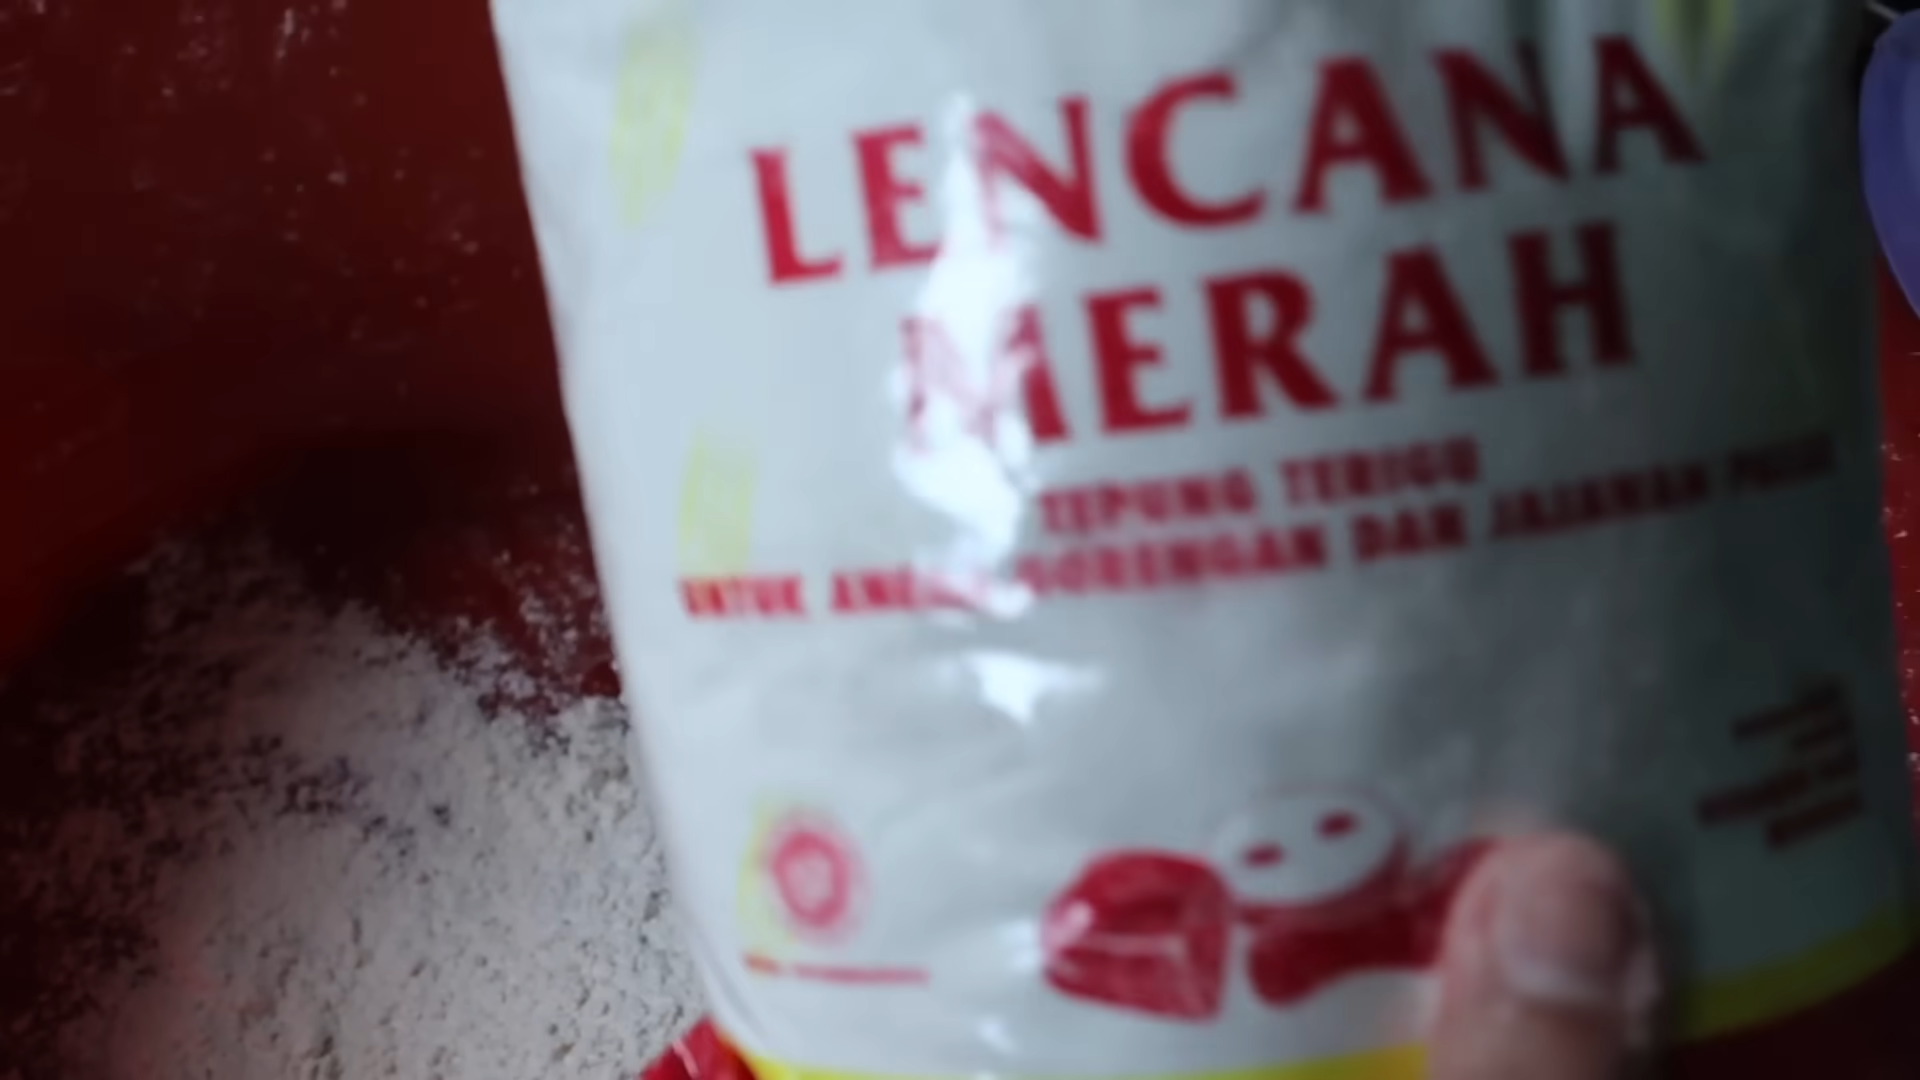 LENCANA
MERAH
TEPUNG TERIGU
UNTUK ANEKA GORENGAN DAN JAJANAN PASAR